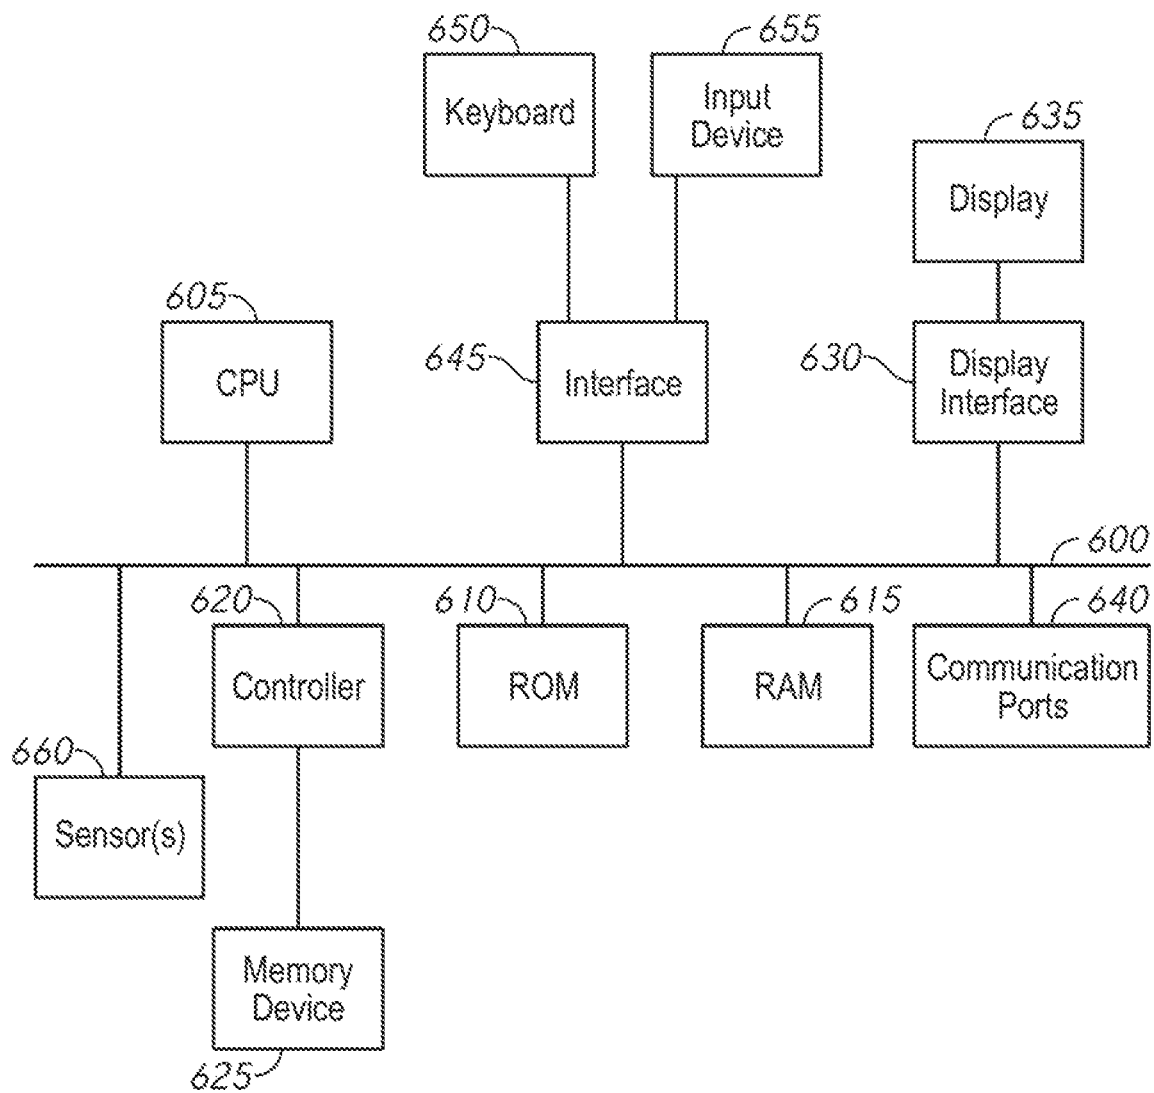 650
Keyboard
655
Input
Device
635
Display
605
CPU
645
Interface
630
Display
Interface
600
620
Controller
610
ROM
615
RAM
640
Communication
Ports
660
Sensor(s)
Memory
Device
625